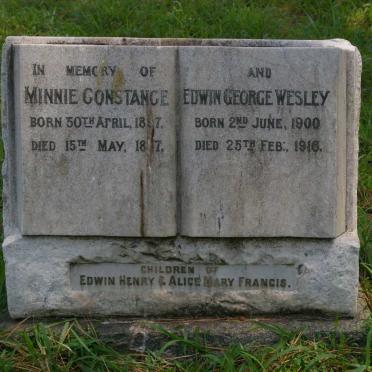 IN MEMORY OF
MINNIE CONSTANCE
BORN 30TH APRIL,
DIED 15TH MAY,
AND
EDWIN GEORGE WESLEY
BORN 2ND JUNE, 1900
DIED 25TH FEB., 1916.
CHILDREN OF
EDWIN HENRY & ALICE MARY FRANCIS.